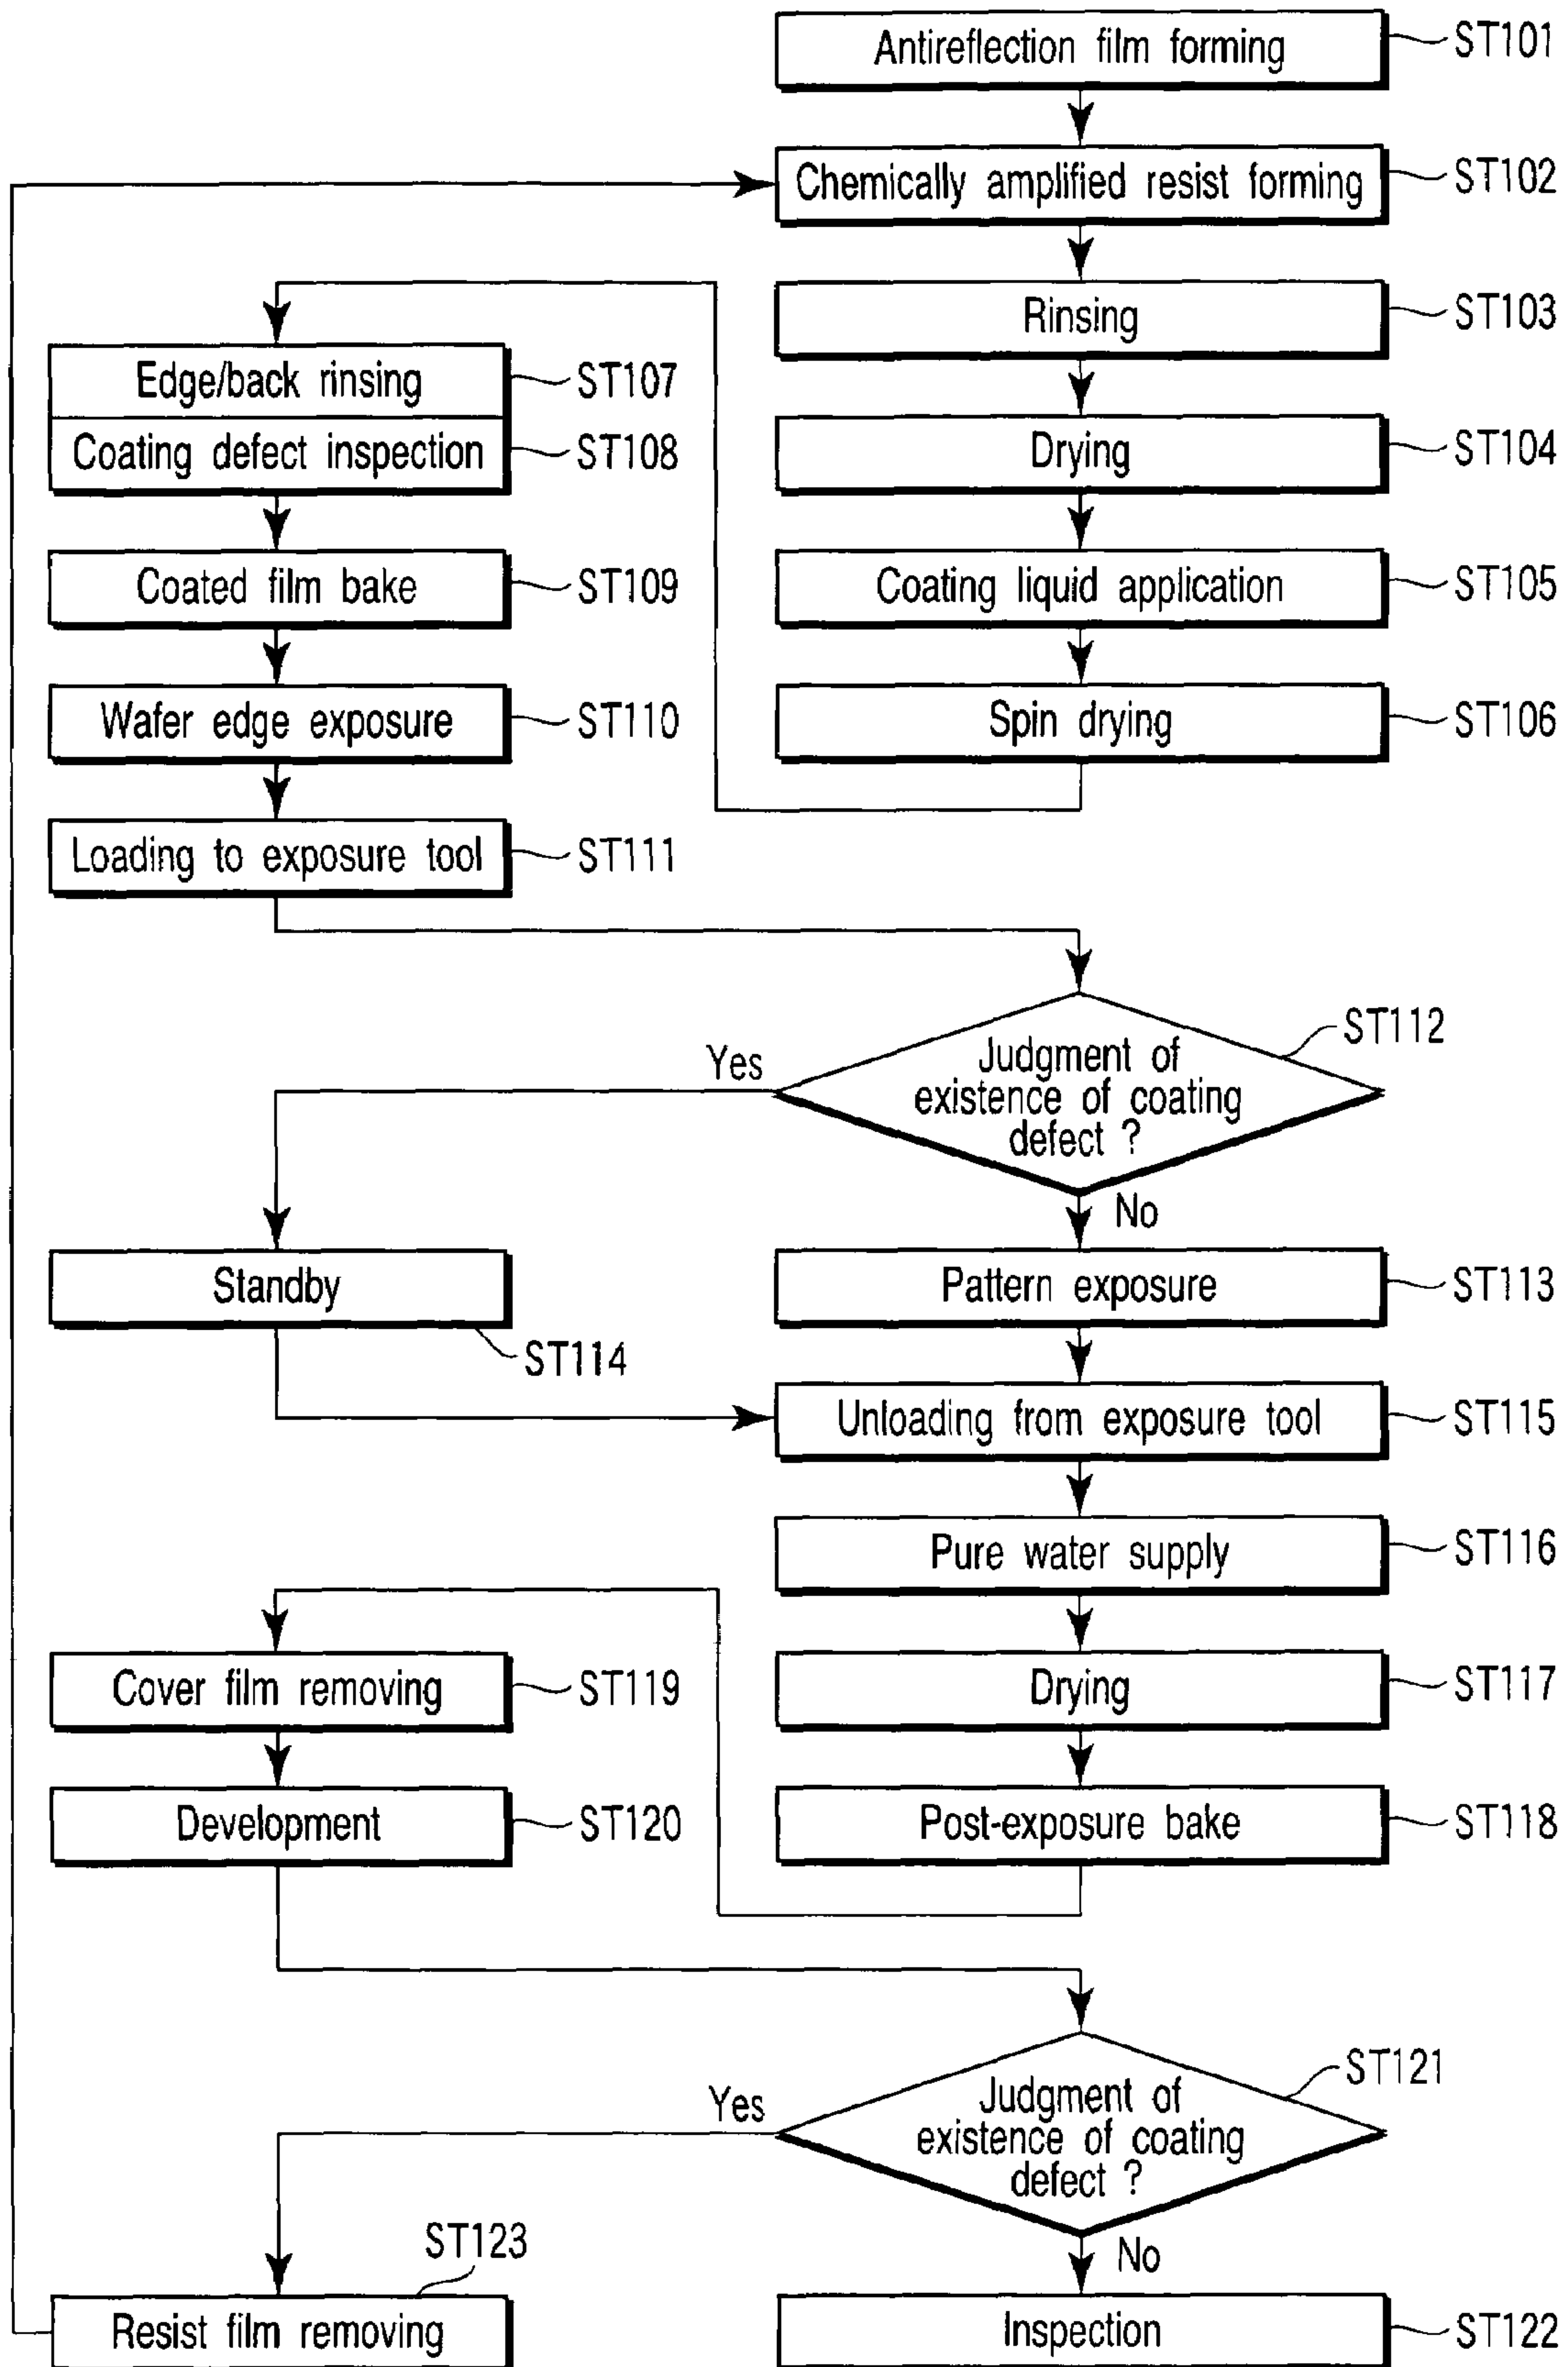 Antireflection film forming
ST101
Chemically amplified resist forming
ST102
Rinsing
ST103
Drying
ST104
Coating liquid application
ST105
Spin drying
ST106
Edge/back rinsing
ST107
Coating defect inspection
ST108
Coated film bake
ST109
Wafer edge exposure
ST110
Loading to exposure tool
ST111
Judgment of
existence of coating
defect ?
ST112
Yes
No
Pattern exposure
ST113
Standby
ST114
Unloading from exposure tool
ST115
Pure water supply
ST116
Drying
ST117
Post-exposure bake
ST118
Cover film removing
ST119
Development
ST120
Judgment of
existence of coating
defect ?
ST121
Yes
No
Inspection
ST122
ST123
Resist film removing